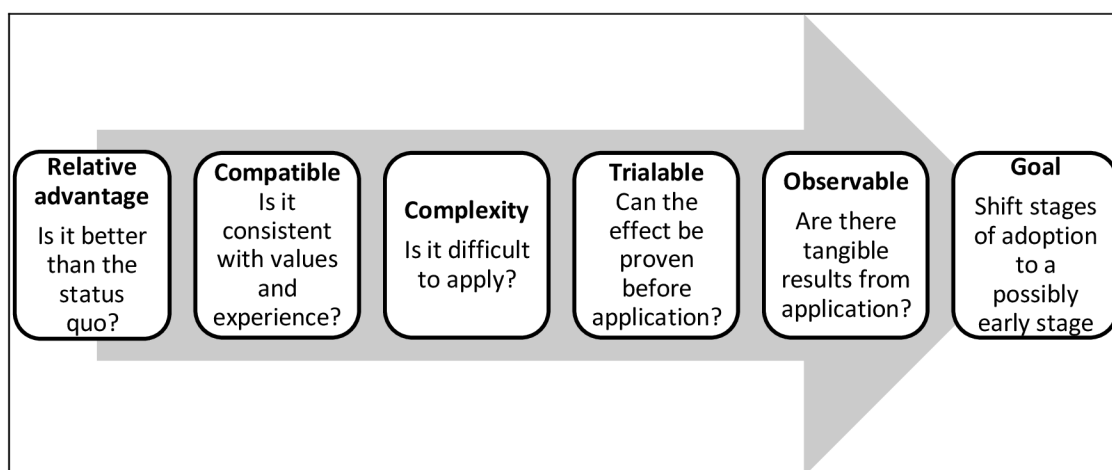 Relative
advantage
Is it better
than the
status
quo?
Compatible
Is it
consistent
with values
and
experience?
Complexity
Is it difficult
to apply?
Trialable
Can the
effect be
proven
before
application?
Observable
Are there
tangible
results from
application?
Goal
Shift stages
of adoption
to a
possibly
early stage